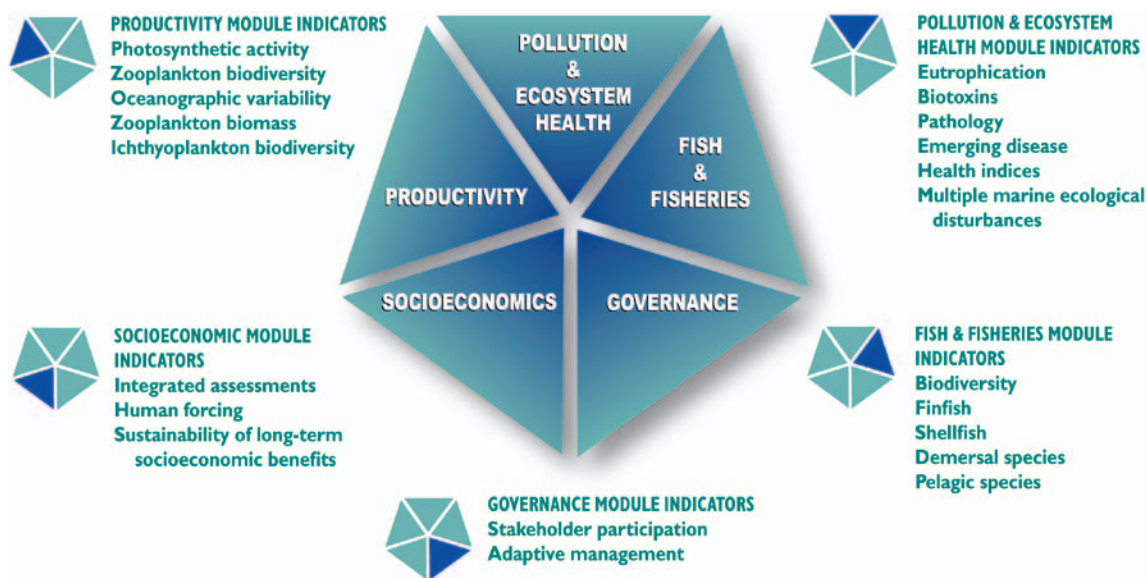 PRODUCTIVITY MODULE INDICATORS
Photosynthetic activity
Zooplankton biodiversity
Oceanographic variability
Zooplankton biomass
Ichthyoplankton biodiversity
POLLUTION
&
ECOSYSTEM
HEALTH
PRODUCTIVITY
FISH
&
FISHERIES
SOCIOECONOMICS
GOVERNANCE
POLLUTION & ECOSYSTEM
HEALTH MODULE INDICATORS
Eutrophication
Biotoxins
Pathology
Emerging disease
Health indices
Multiple marine ecological
disturbances
SOCIOECONOMIC MODULE
INDICATORS
Integrated assessments
Human forcing
Sustainability of long-term
socioeconomic benefits
FISH & FISHERIES MODULE
INDICATORS
Biodiversity
Finfish
Shellfish
Demersal species
Pelagic species
GOVERNANCE MODULE INDICATORS
Stakeholder participation
Adaptive management